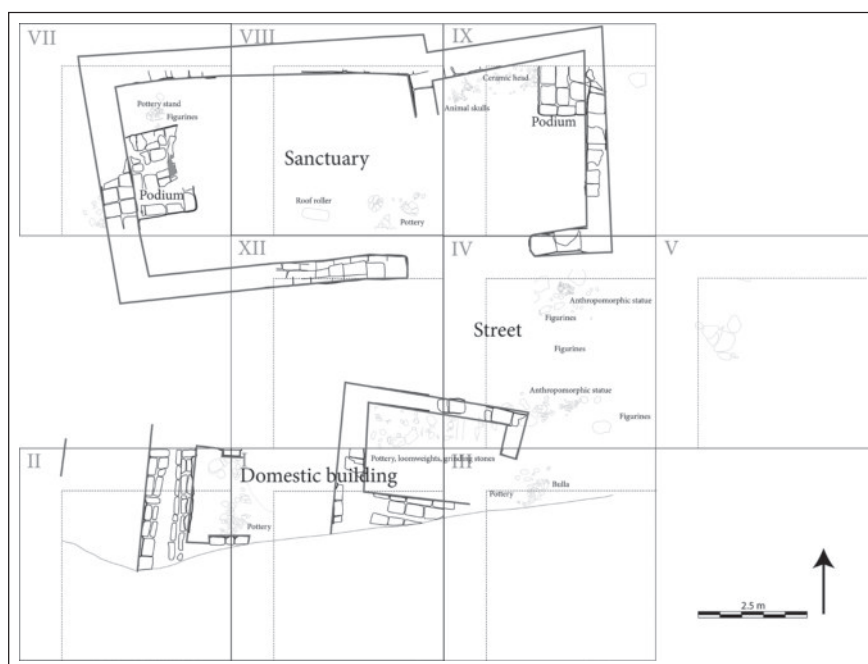 VII
VIII
IX
Ceramic head
Pottery stand
Animal skulls
Figurines
Podium
Sanctuary
Podium
Roof roller
Pottery
XII
IV
V
Anthropomorphic statue
Figurines
Street
Figurines
Anthropomorphic statue
Figurines
II
Pottery, loomweights, grinding stones
III
Domestic building
Bulla
Pottery
Pottery
2.5 m